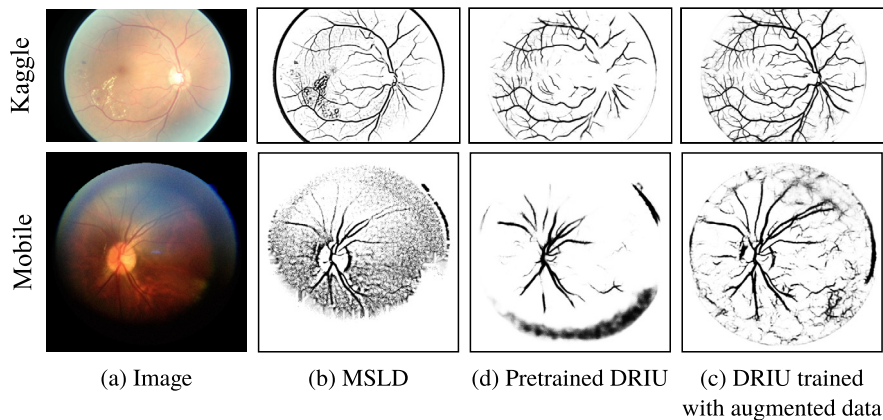 Kaggle
Mobile
(a) Image
(b) MSLD
(d) Pretrained DRIU
(c) DRIU trained
with augmented data